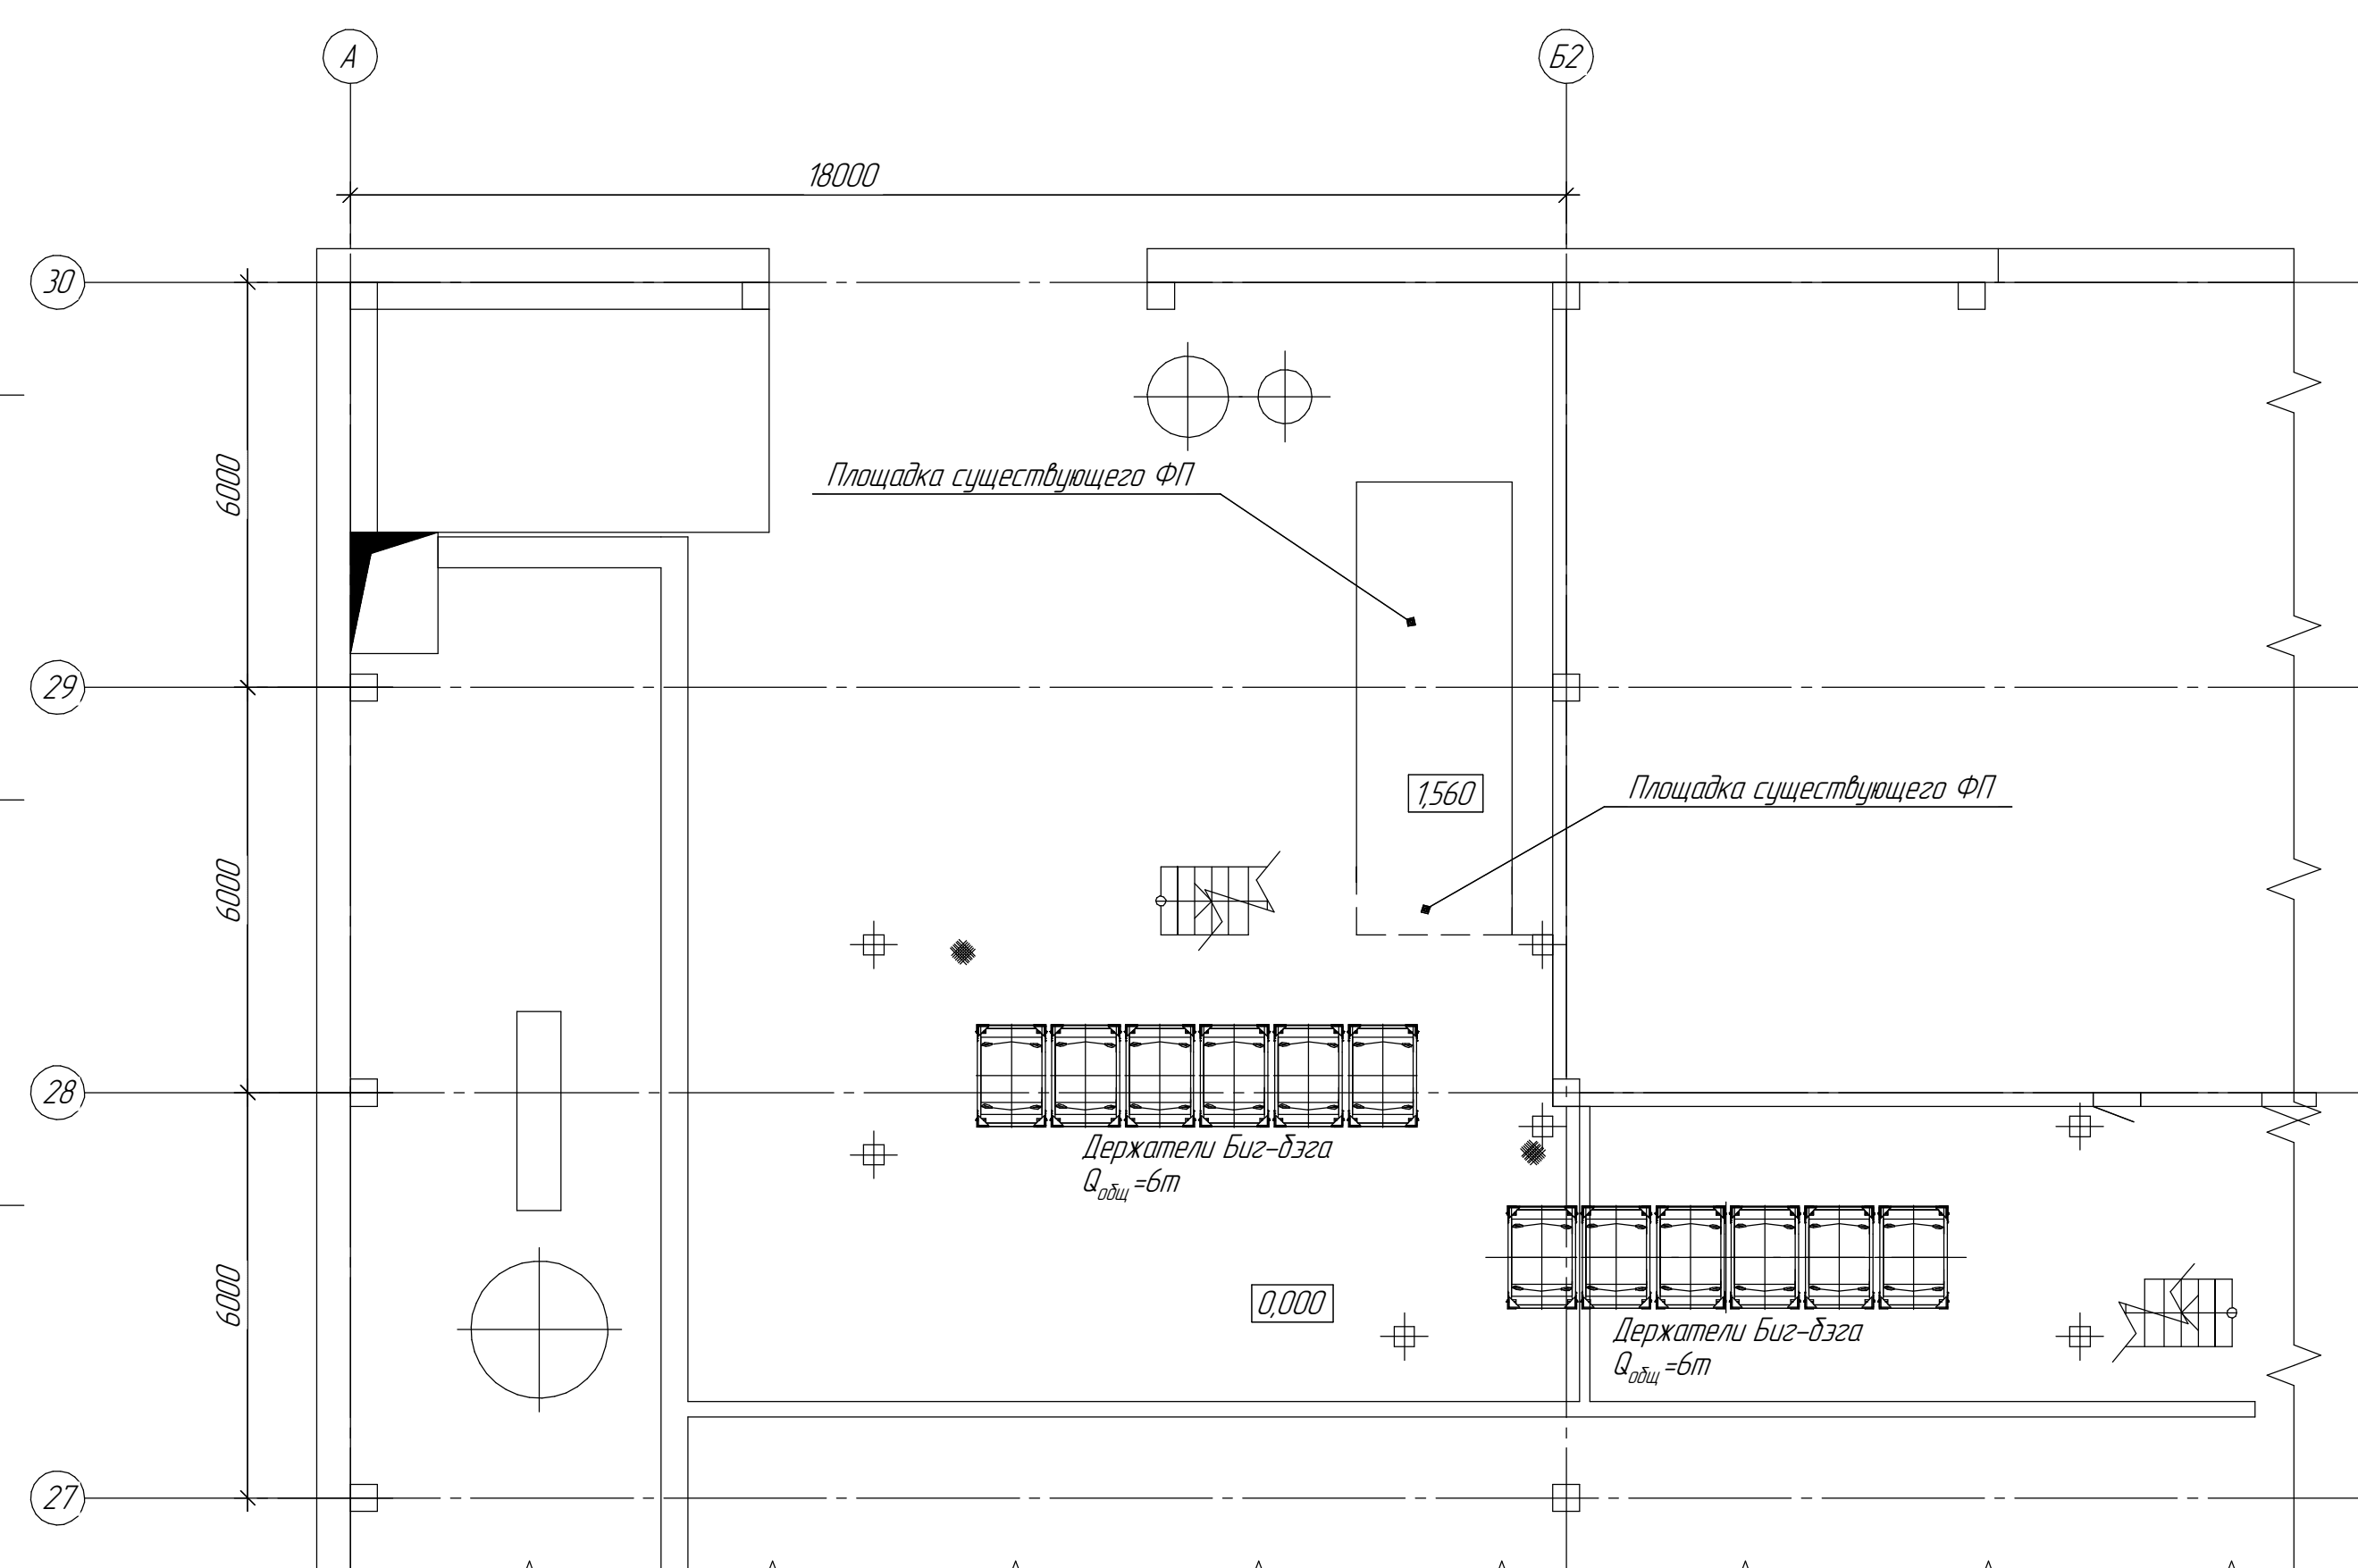 А
Б2
18000
30
6000
Площадка существующего ФП
29
1,560
Площадка существующего ФП
6000
28
Держатели Биг-бэга
Qобщ=6т
6000
0,000
Держатели Биг-бэга
Qобщ=6т
27